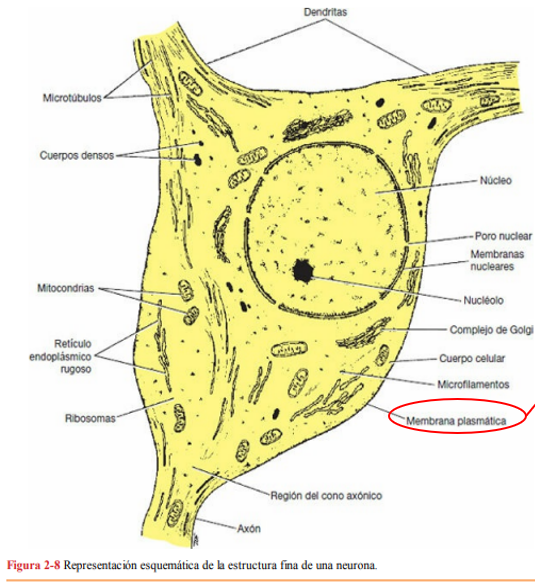 Dendritas
Microtúbulos
Cuerpos densos
Núcleo
Poro nuclear
Membranas
nucleares
Mitocondrias
Nucléolo
Retículo
endoplásmico
rugoso
Complejo de Golgi
Cuerpo celular
Microfilamentos
Ribosomas
Membrana plasmática
Región del cono axónico
Axón
Figura 2-8 Representación esquemática de la estructura fina de una neurona.